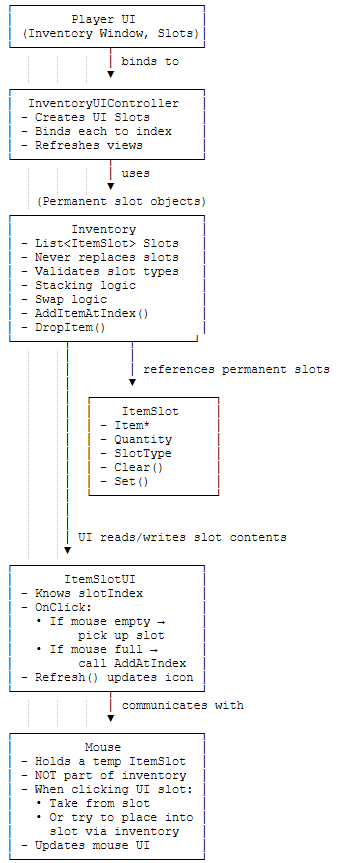 Player UI
(Inventory Window, Slots)
binds to
InventoryUIController
- Creates UI Slots
- Binds each to index
- Refreshes views
uses
(Permanent slot objects)
Inventory
- List<ItemSlot> Slots
- Never replaces slots
- Validates slot types
- Stacking logic
- Swap logic
- AddItemAtIndex()
- DropItem()
references permanent slots
ItemSlot
- Item*
- Quantity
- SlotType
- Clear()
- Set()
UI reads/writes slot contents
ItemSlotUI
- Knows slotIndex
- OnClick:
• If mouse empty →
pick up slot
• If mouse full →
call AddAtIndex
- Refresh() updates icon
communicates with
Mouse
- Holds a temp ItemSlot
- NOT part of inventory
- When clicking UI slot:
• Take from slot
• Or try to place into
slot via inventory
- Updates mouse UI